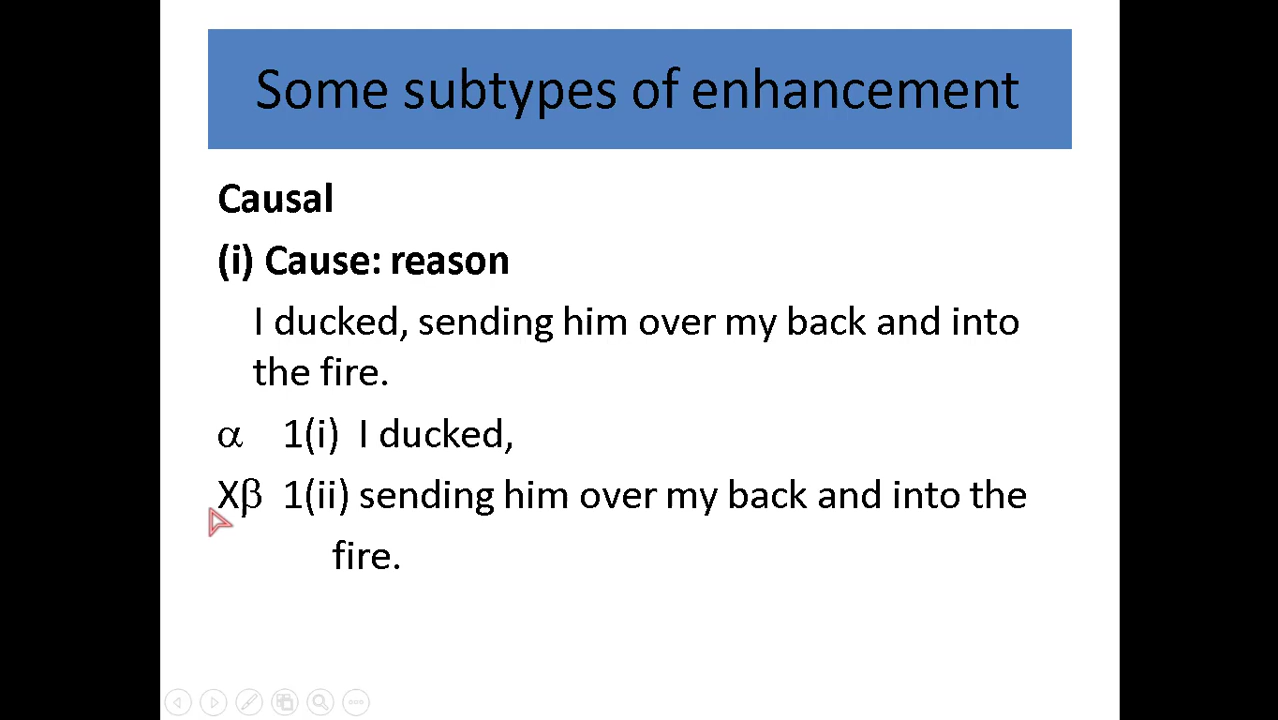 Some subtypes of enhancement
Causal
(i) Cause: reason
I ducked, sending him over my back and into
the fire.
α 1(i) I ducked,
Xβ 1(ii) sending him over my back and into the
fire.